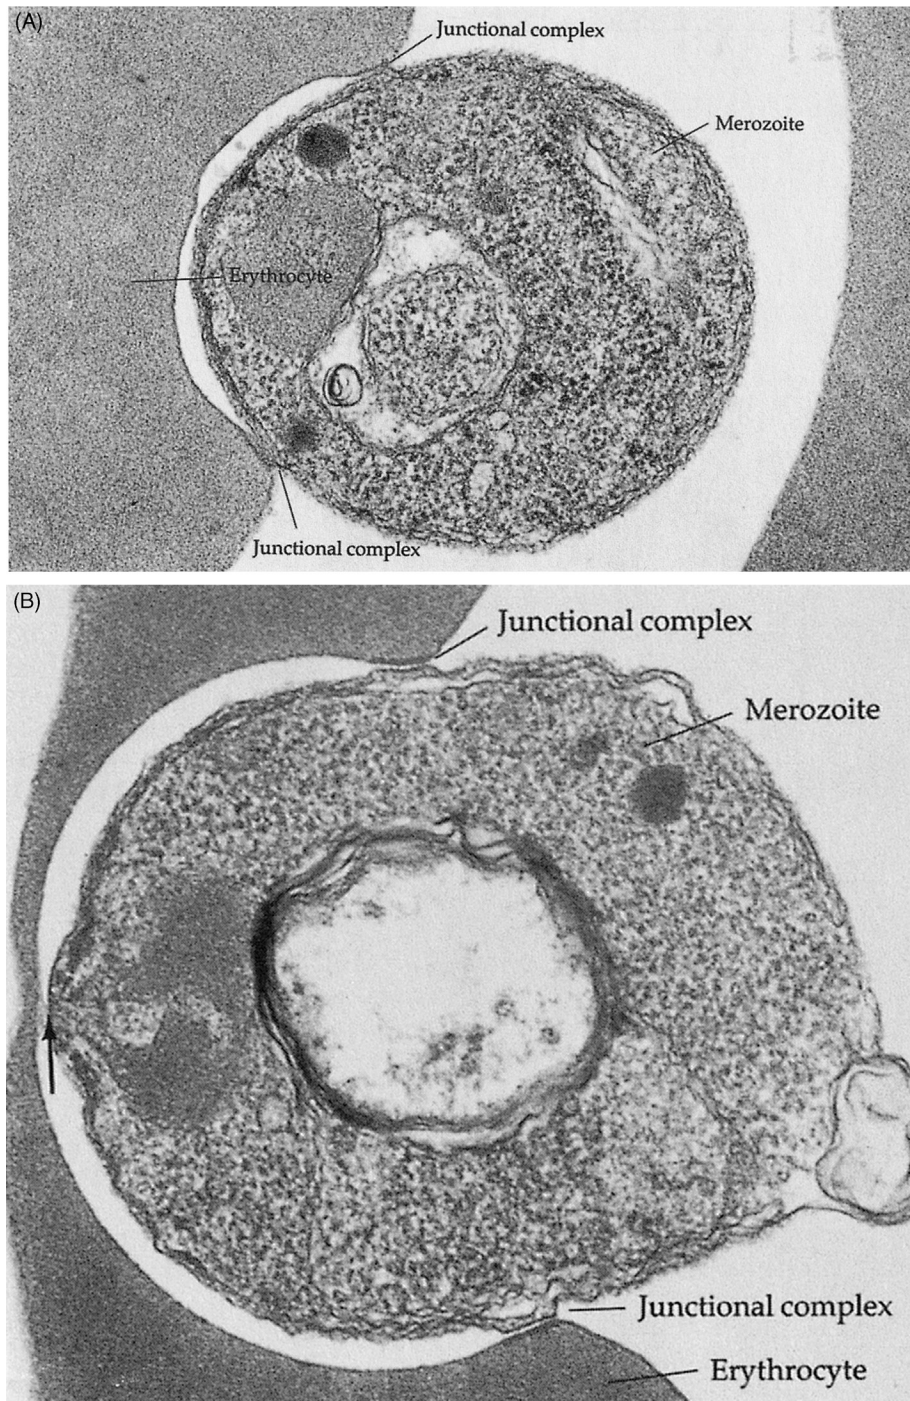 (A)
Junctional complex
Merozoite
Erythrocyte
Junctional complex
(B)
Junctional complex
Merozoite
Junctional complex
Erythrocyte